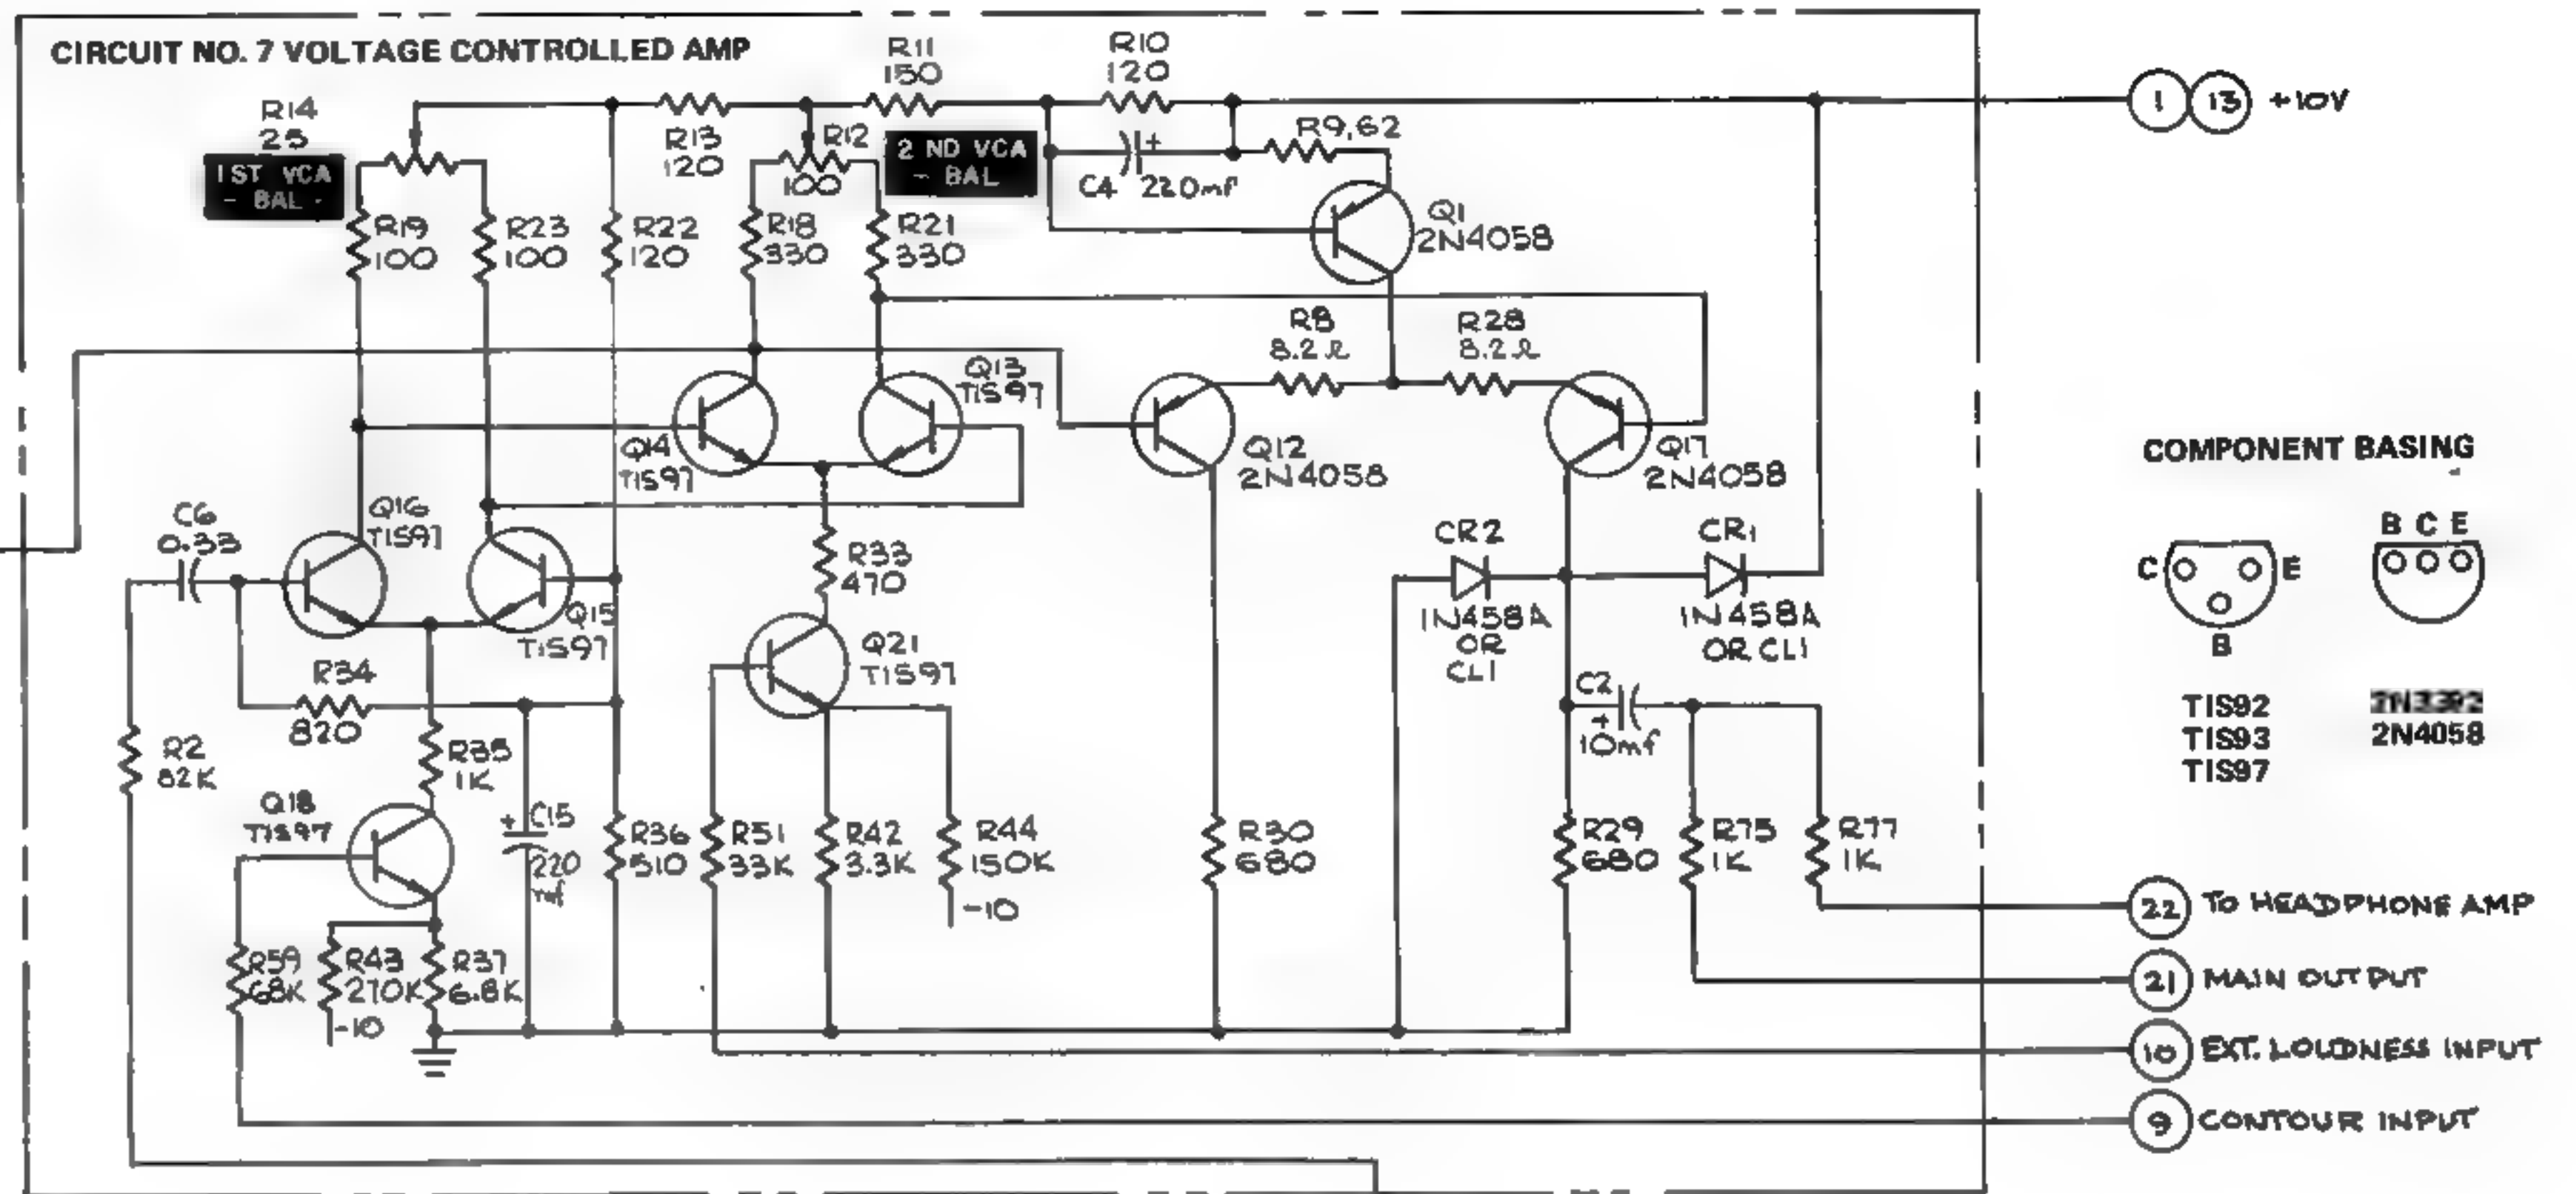 CIRCUIT NO. 7 VOLTAGE CONTROLLED AMP
R14
25
1ST VCA
- BAL -
R13
120
R11
150
R12
100
2 ND VCA
- BAL
R10
120
C4
+
220mf
R9,62
1
13
+10V
R19
100
R23
100
R22
120
R18
330
R21
330
Q1
2N4058
R8
8.2Ω
R28
8.2Ω
Q14
TIS97
Q13
TIS97
Q12
2N4058
Q17
2N4058
COMPONENT BASING
C
E
B
B C E
TIS92
TIS93
TIS97
2N3392
2N4058
C6
0.33
Q16
TIS97
Q15
TIS97
R33
470
CR2
1N458A
OR
CL1
CR1
1N458A
OR CL1
R34
820
Q21
TIS97
R2
82K
R35
1K
C2
+
10mf
Q18
TIS97
+
C15
220
mf
R36
510
R51
33K
R42
3.3K
R44
150K
-10
R30
680
R29
680
R75
1K
R77
1K
R59
68K
R43
270K
-10
R37
6.8K
22
TO HEADPHONE AMP
21
MAIN OUTPUT
10
EXT. LOUDNESS INPUT
9
CONTOUR INPUT